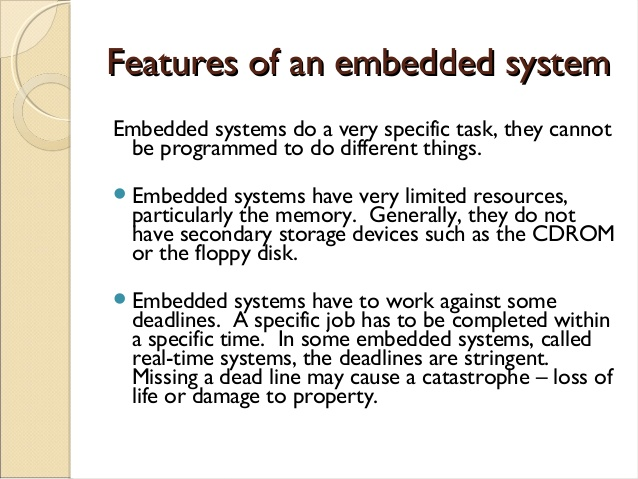 Features of an embedded system
Embedded systems do a very specific task, they cannot
be programmed to do different things.
Embedded systems have very limited resources,
particularly the memory. Generally, they do not
have secondary storage devices such as the CDROM
or the floppy disk.
Embedded systems have to work against some
deadlines. A specific job has to be completed within
a specific time. In some embedded systems, called
real-time systems, the deadlines are stringent.
Missing a dead line may cause a catastrophe – loss of
life or damage to property.